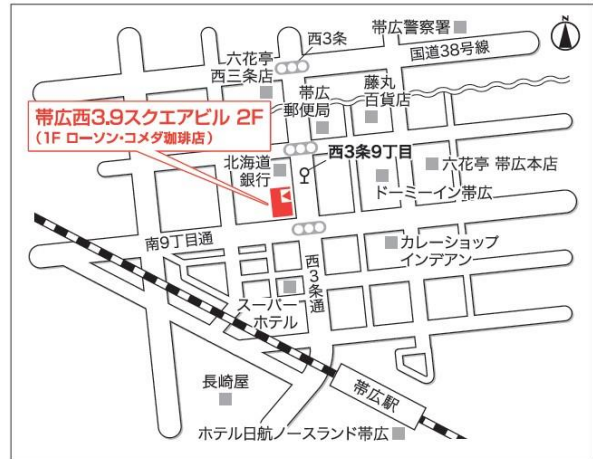 帯広警察署
N
西3条
国道38号線
六花亭
西三条店
帯広
郵便局
藤丸
百貨店
帯広西3.9スクエアビル 2F
(1F ローソン・コメダ珈琲店)
北海道
銀行
西3条9丁目
六花亭 帯広本店
ドーミーイン帯広
南9丁目通
西3条通
カレーショップ
インデアン
スーパー
ホテル
長崎屋
帯広駅
ホテル日航ノースランド帯広